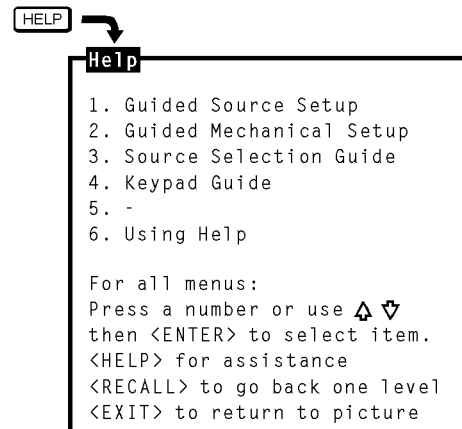 HELP
Help
1. Guided Source Setup
2. Guided Mechanical Setup
3. Source Selection Guide
4. Keypad Guide
5. -
6. Using Help
For all menus:
Press a number or use
then <ENTER> to select item.
<HELP> for assistance
<RECALL> to go back one level
<EXIT> to return to picture